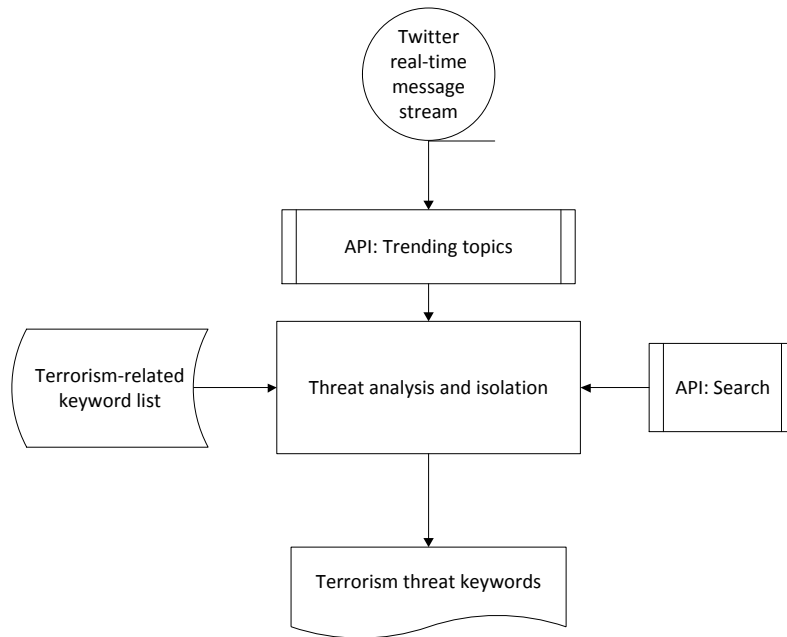 Twitter
real-time
message
stream
API: Trending topics
Terrorism-related
keyword list
Threat analysis and isolation
API: Search
Terrorism threat keywords